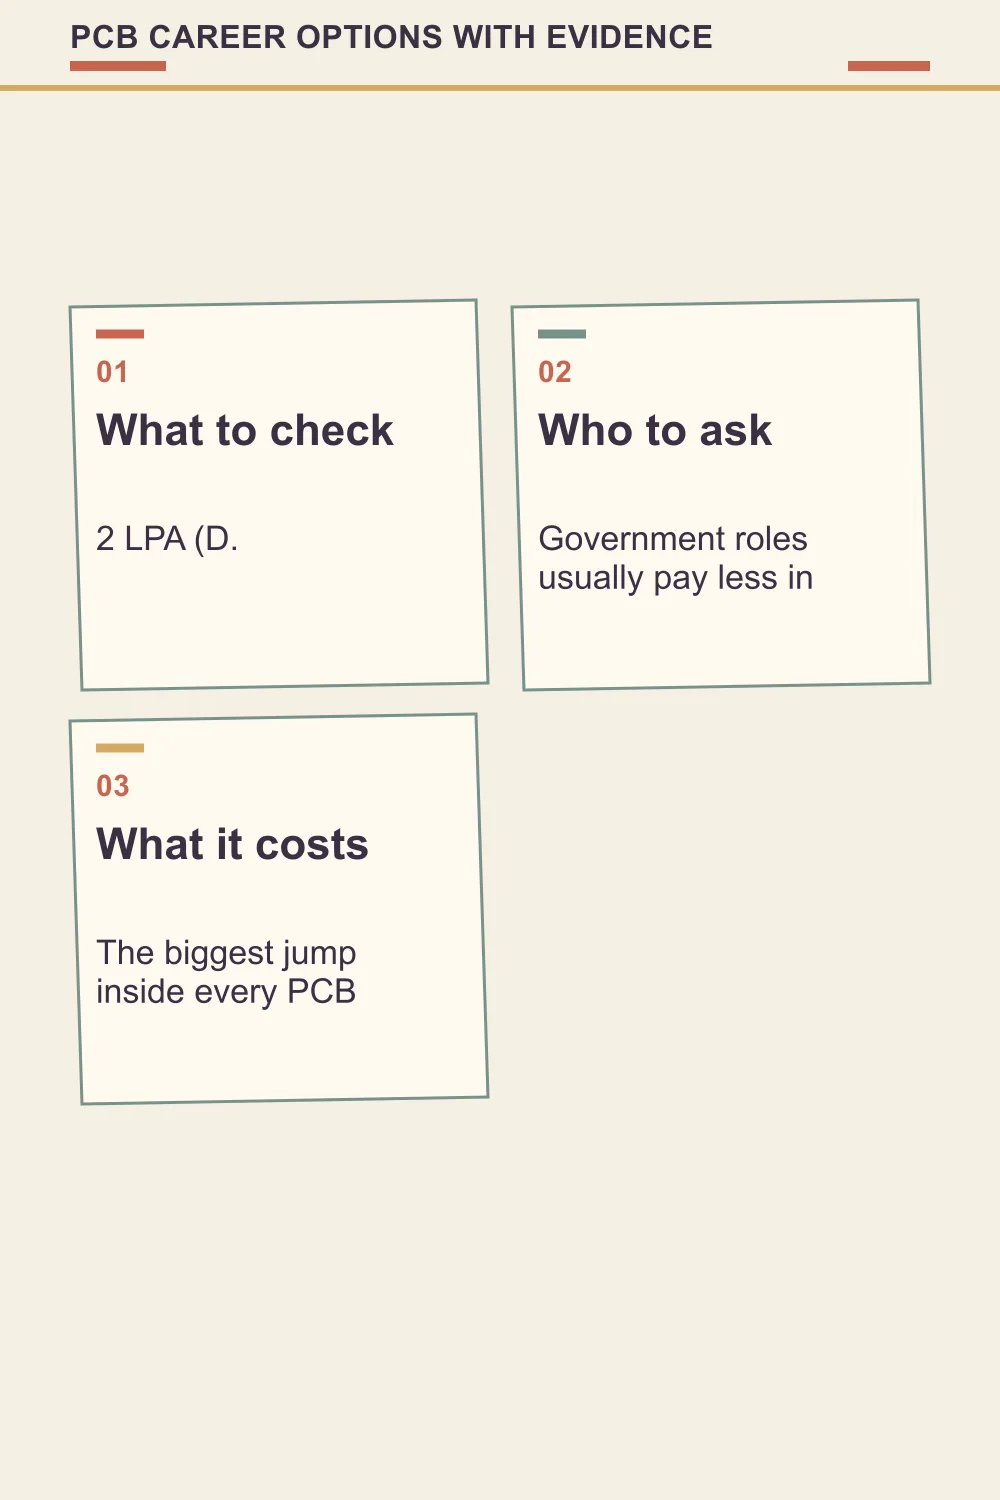 PCB CAREER OPTIONS WITH EVIDENCE
01
What to check
2 LPA (D.
02
Who to ask
Government roles
usually pay less in
03
What it costs
The biggest jump
inside every PCB